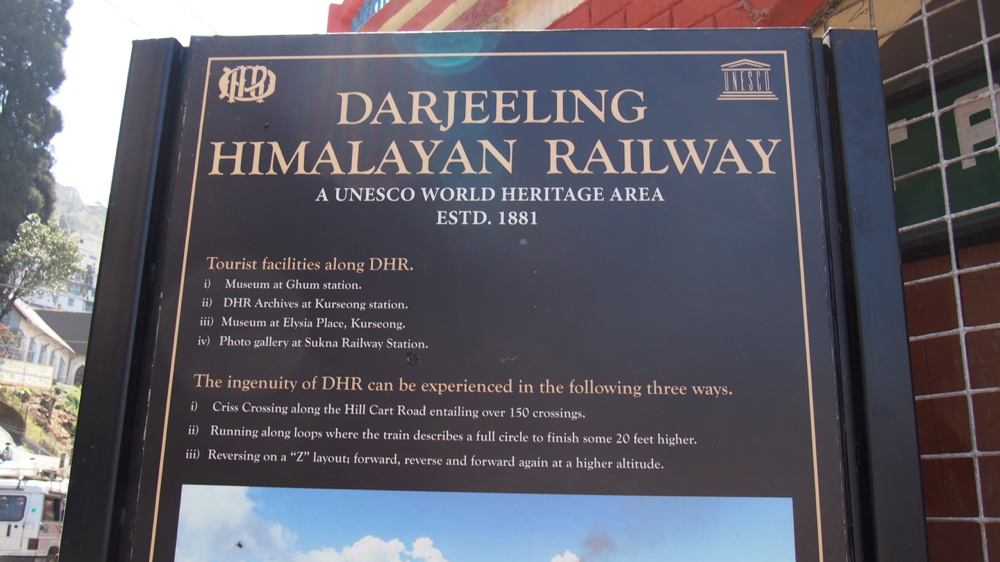 DHR
UNESCO
DARJEELING
HIMALAYAN RAILWAY
A UNESCO WORLD HERITAGE AREA
ESTD. 1881
Tourist facilities along DHR.
i) Museum at Ghum station.
ii) DHR Archives at Kurseong station.
iii) Museum at Elysia Place, Kurseong.
iv) Photo gallery at Sukna Railway Station.
The ingenuity of DHR can be experienced in the following three ways.
i) Criss Crossing along the Hill Cart Road entailing over 150 crossings.
ii) Running along loops where the train describes a full circle to finish some 20 feet higher.
iii) Reversing on a “Z” layout; forward, reverse and forward again at a higher altitude.